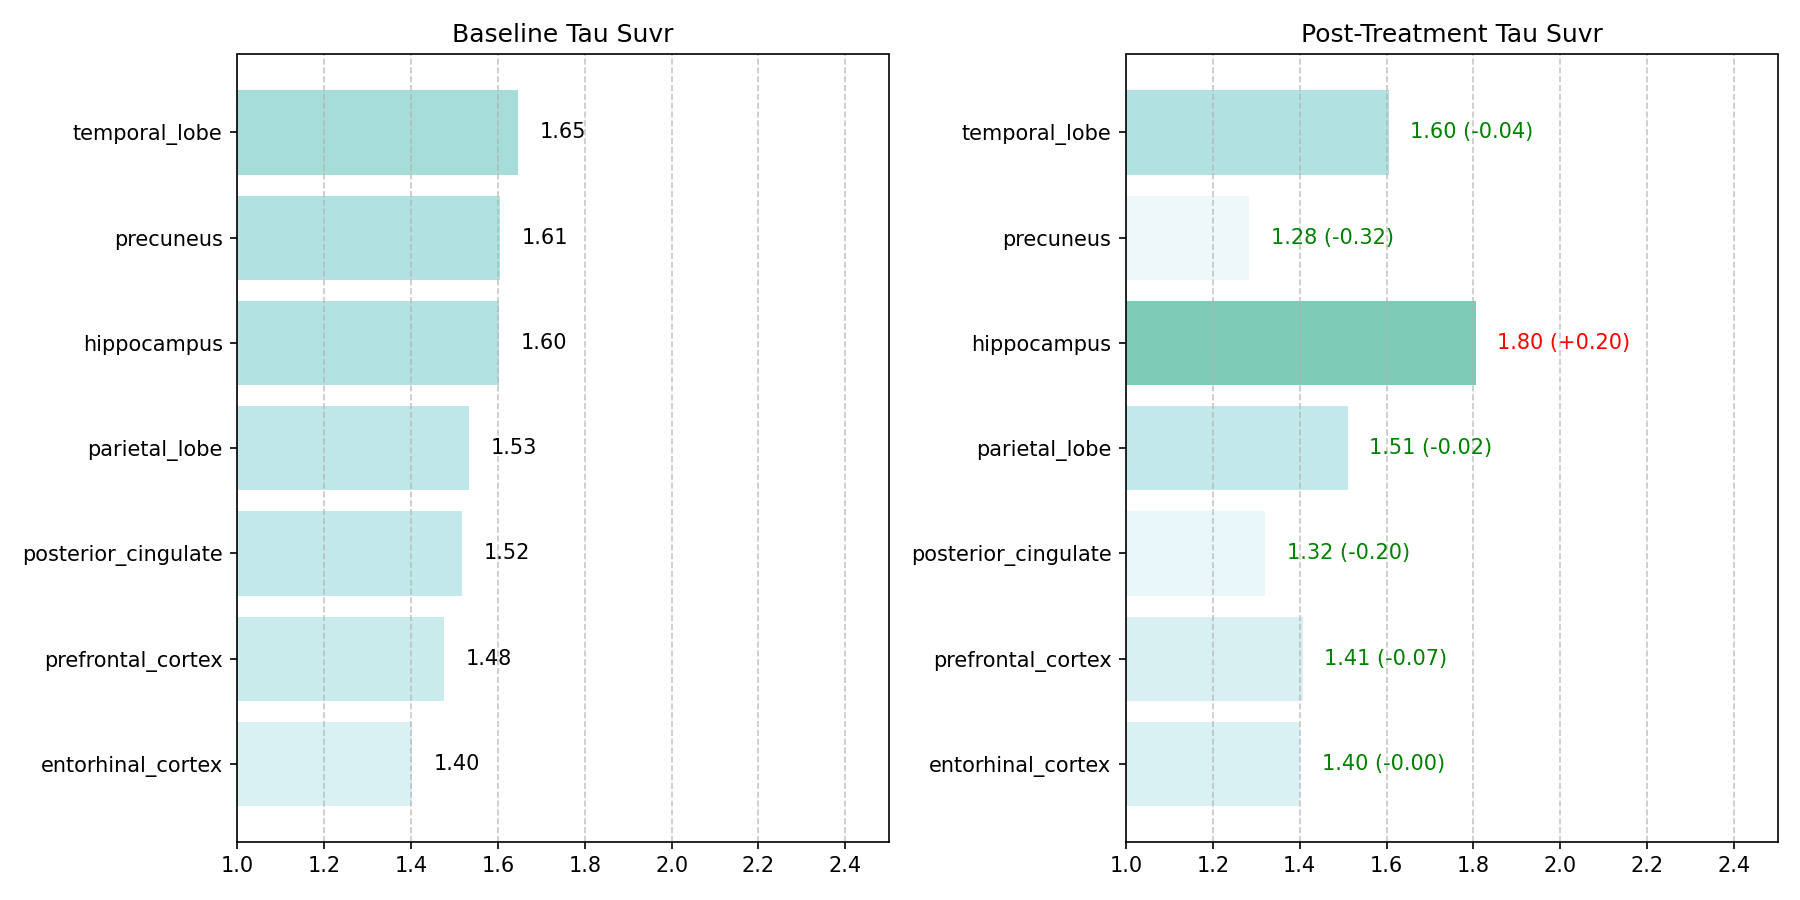 Baseline Tau Suvr
temporal_lobe 1.65
precuneus 1.61
hippocampus 1.60
parietal_lobe 1.53
posterior_cingulate 1.52
prefrontal_cortex 1.48
entorhinal_cortex 1.40
1.0 1.2 1.4 1.6 1.8 2.0 2.2 2.4
Post-Treatment Tau Suvr
temporal_lobe 1.60 (-0.04)
precuneus 1.28 (-0.32)
hippocampus 1.80 (+0.20)
parietal_lobe 1.51 (-0.02)
posterior_cingulate 1.32 (-0.20)
prefrontal_cortex 1.41 (-0.07)
entorhinal_cortex 1.40 (-0.00)
1.0 1.2 1.4 1.6 1.8 2.0 2.2 2.4